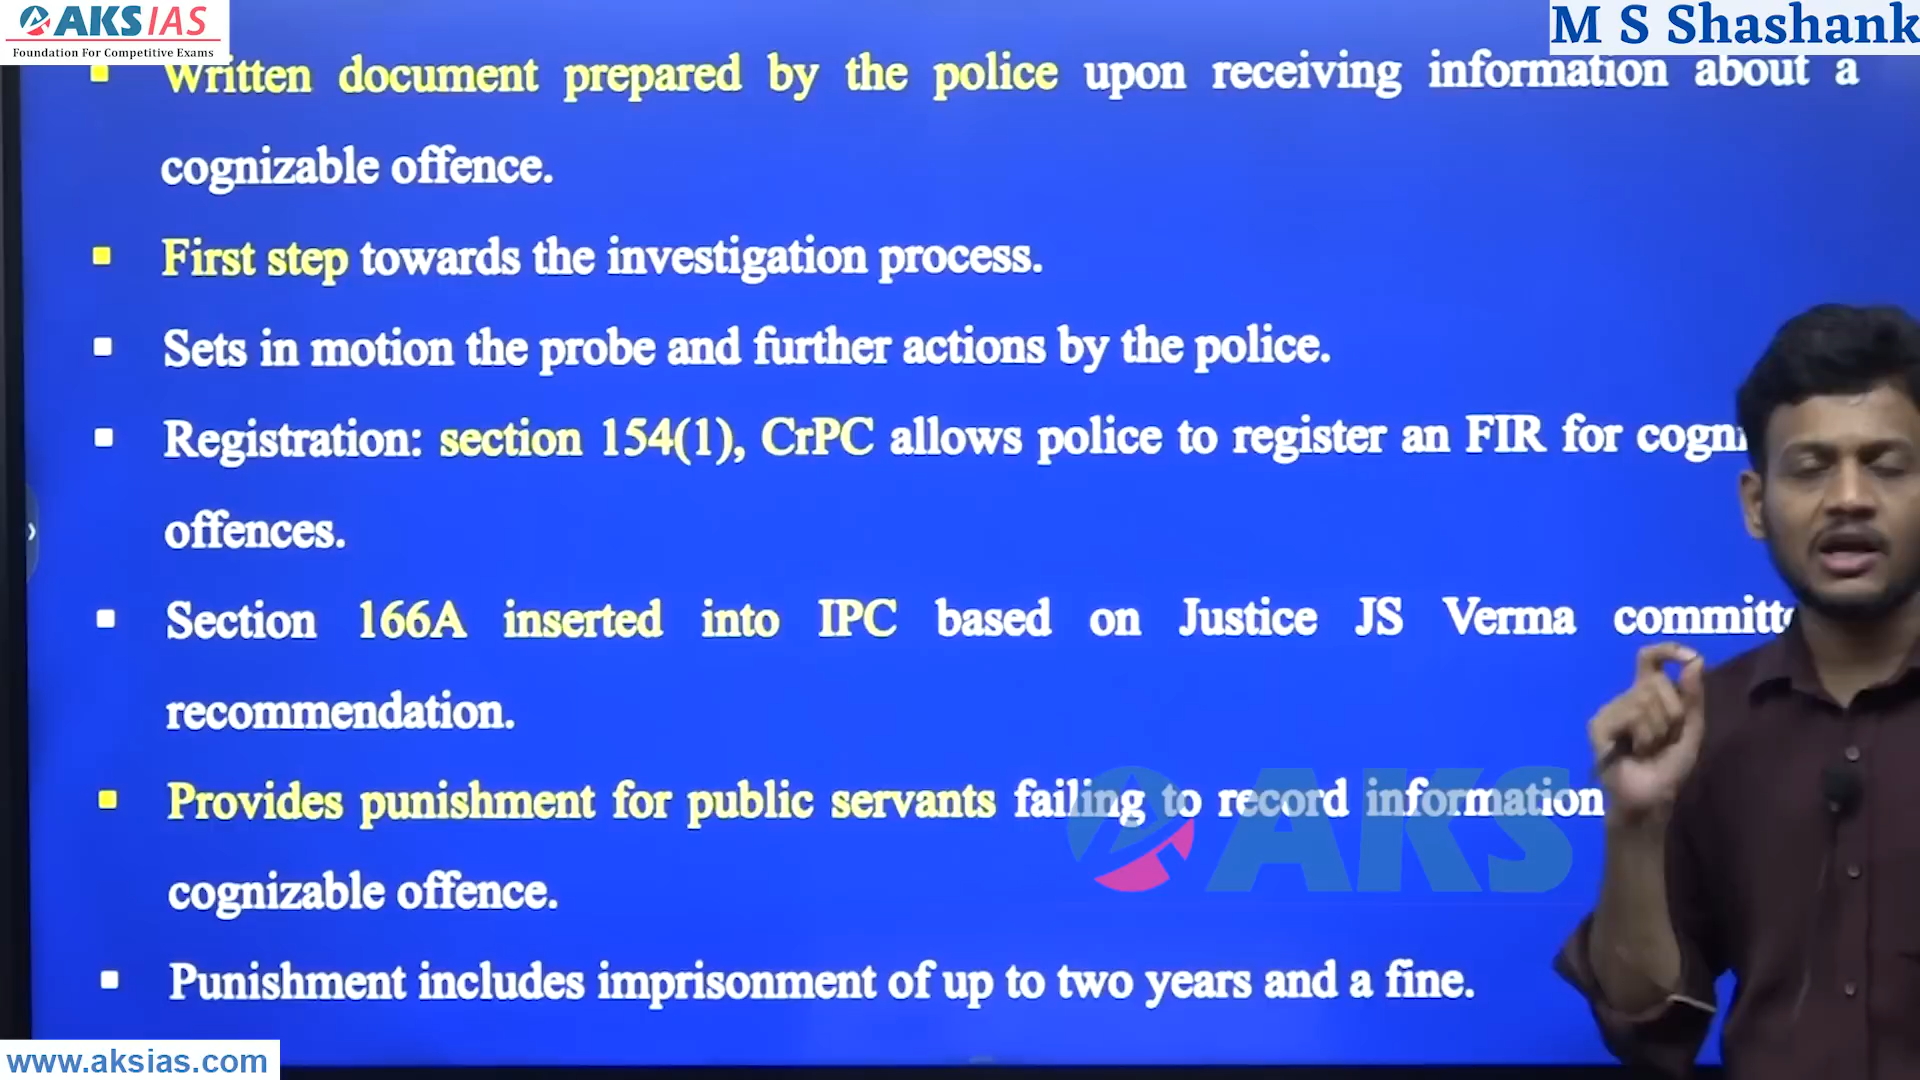 AKS IAS
Foundation For Competitive Exams
M S Shashank
Written document prepared by the police upon receiving information about a
cognizable offence.
First step towards the investigation process.
Sets in motion the probe and further actions by the police.
Registration: section 154(1), CrPC allows police to register an FIR for
offences.
Section 166A inserted into IPC based on Justice JS Verma
recommendation.
Provides punishment for public servants failing to record information
cognizable offence.
Punishment includes imprisonment of up to two years and a fine.
AKS
www.aksias.com